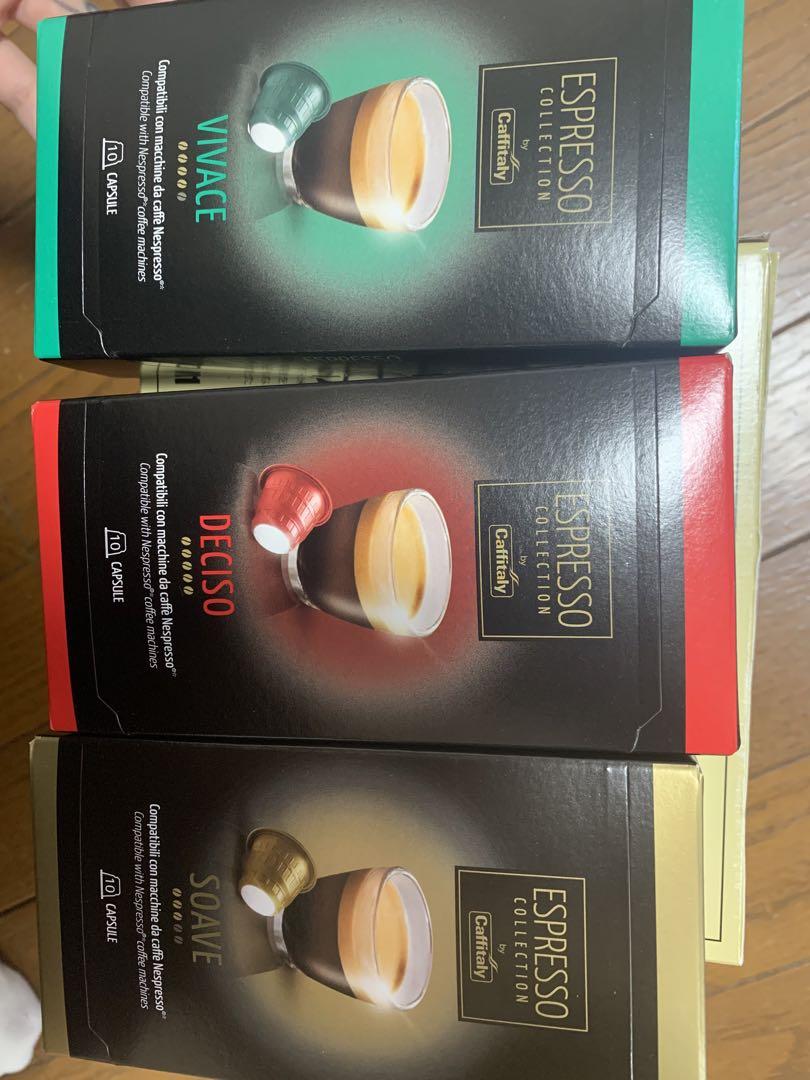 ESPRESSO
COLLECTION
by
Caffitaly
VIVACE
Compatibili con macchine da caffè Nespresso®*
Compatible with Nespresso®* coffee machines
10 CAPSULE
ESPRESSO
ESPRESSO
COLLECTION
by
Caffitaly
DECISO
Compatibili con macchine da caffè Nespresso®*
Compatible with Nespresso®* coffee machines
10 CAPSULE
ESPRESSO
COLLECTION
by
Caffitaly
SOAVE
Compatibili con macchine da caffè Nespresso®*
Compatible with Nespresso®* coffee machines
10 CAPSULE